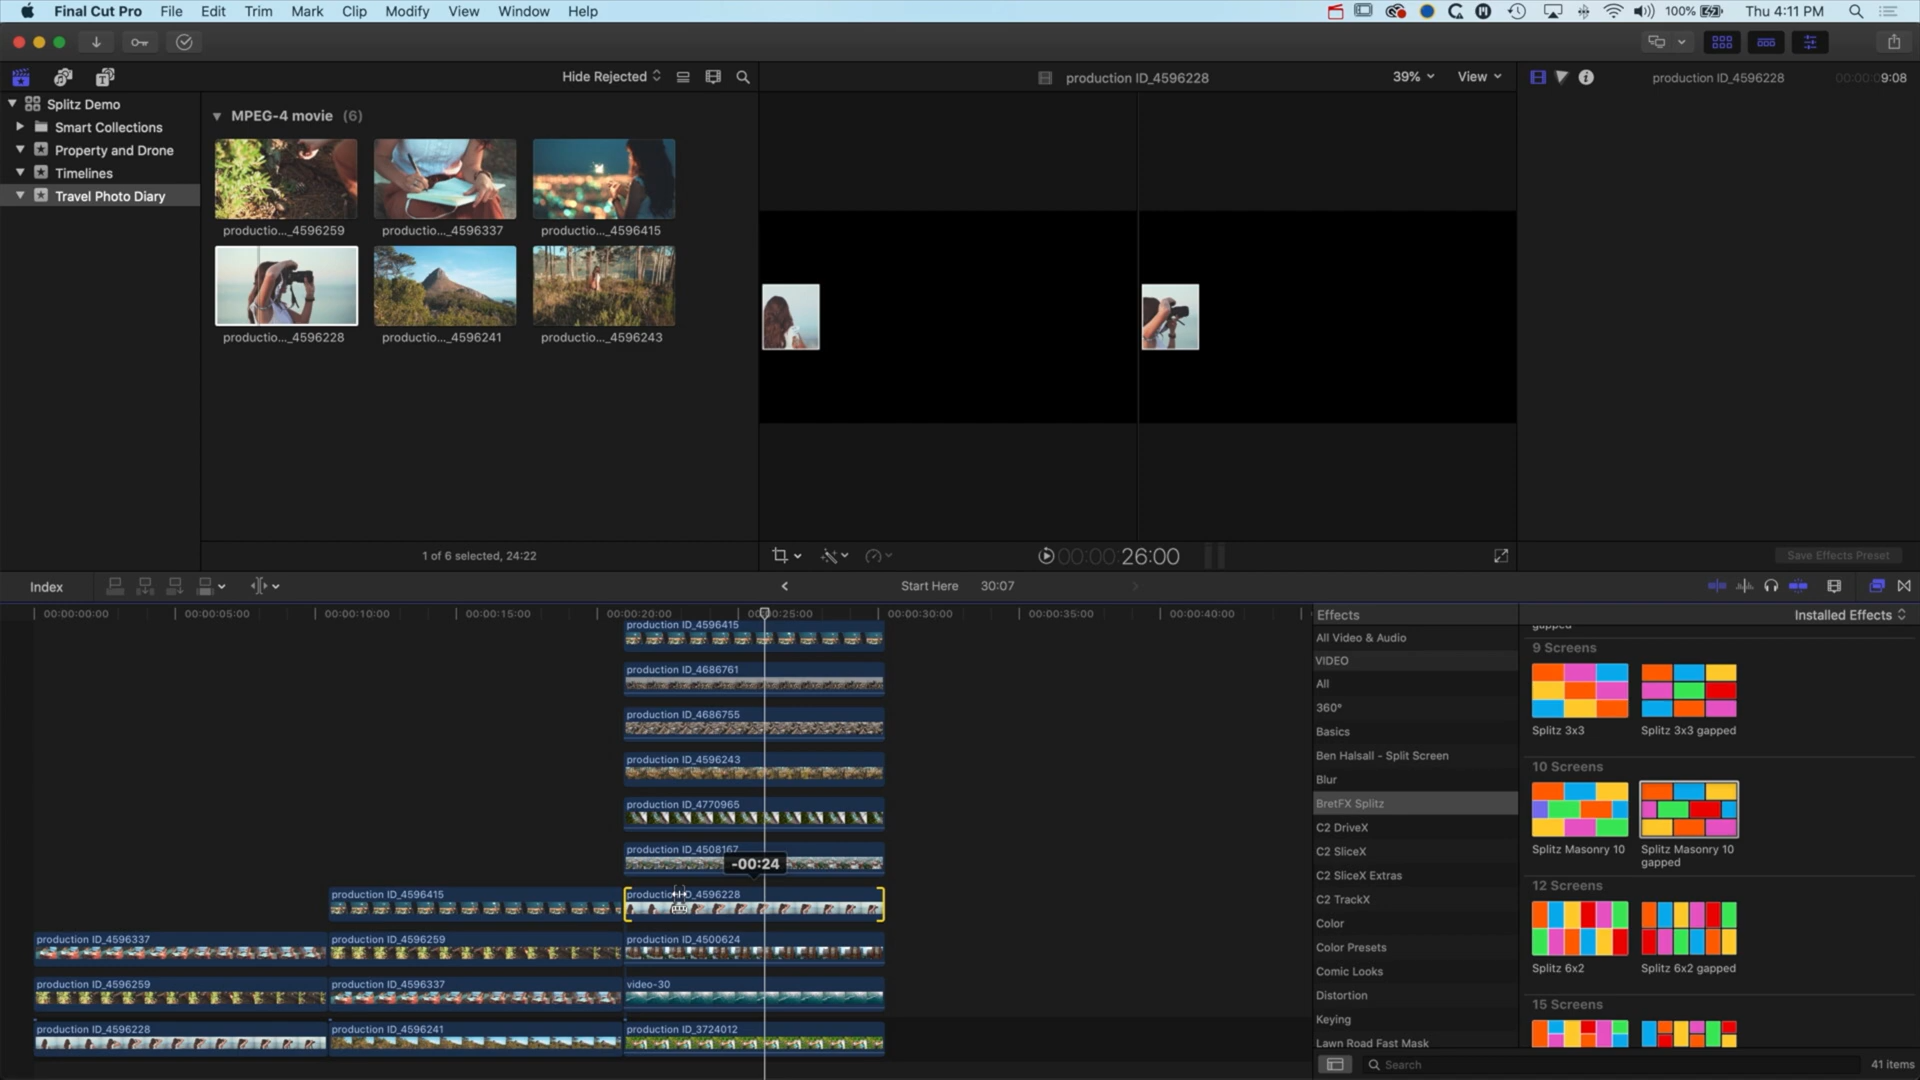 Final Cut Pro File Edit Trim Mark Clip Modify View Window Help 100% Thu 4:11 PM
Hide Rejected production ID_4596228 39% View production ID_4596228 00:00:09:08
Splitz Demo
Smart Collections
Property and Drone
Timelines
Travel Photo Diary
MPEG-4 movie (6)
productio..._4596259 productio..._4596337 productio..._4596415
productio..._4596228 productio..._4596241 productio..._4596243
1 of 6 selected, 24:22 00:00:26:00 Save Effects Preset
Index Start Here 30:07
00:00:00:00 00:00:05:00 00:00:10:00 00:00:15:00 00:00:20:00 00:00:25:00 00:00:30:00 00:00:35:00 00:00:40:00
production ID_4596415
production ID_4686761
production ID_4686755
production ID_4596243
production ID_4770965
production ID_4508167
-00:24
production ID_4596415 production ID_4596228
production ID_4596337 production ID_4596259 production ID_4500624
production ID_4596259 production ID_4596337 video-30
production ID_4596228 production ID_4596241 production ID_3724012
Effects Installed Effects
All Video & Audio
VIDEO
All
360°
Basics
Ben Halsall - Split Screen
Blur
BretFX Splitz
C2 DriveX
C2 SliceX
C2 SliceX Extras
C2 TrackX
Color
Color Presets
Comic Looks
Distortion
Keying
Lawn Road Fast Mask
gapped
9 Screens
Splitz 3x3 Splitz 3x3 gapped
10 Screens
Splitz Masonry 10 Splitz Masonry 10
gapped
12 Screens
Splitz 6x2 Splitz 6x2 gapped
15 Screens
Search 41 items